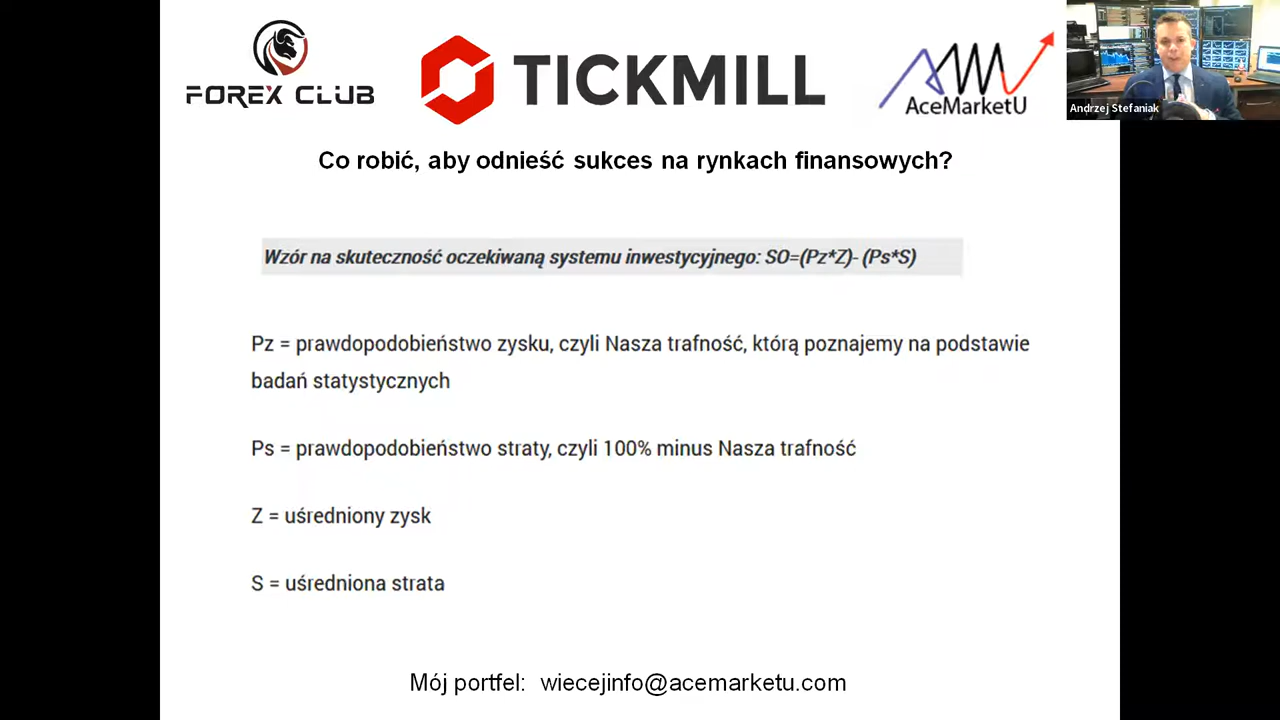 FOREX CLUB
TICKMILL
AceMarketU
Andrzej Stefaniak
Co robić, aby odnieść sukces na rynkach finansowych?
Wzór na skuteczność oczekiwaną systemu inwestycyjnego: SO=(Pz*Z)- (Ps*S)
Pz = prawdopodobieństwo zysku, czyli Nasza trafność, którą poznajemy na podstawie
badań statystycznych
Ps = prawdopodobieństwo straty, czyli 100% minus Nasza trafność
Z = uśredniony zysk
S = uśredniona strata
Mój portfel: wiecejinfo@acemarketu.com